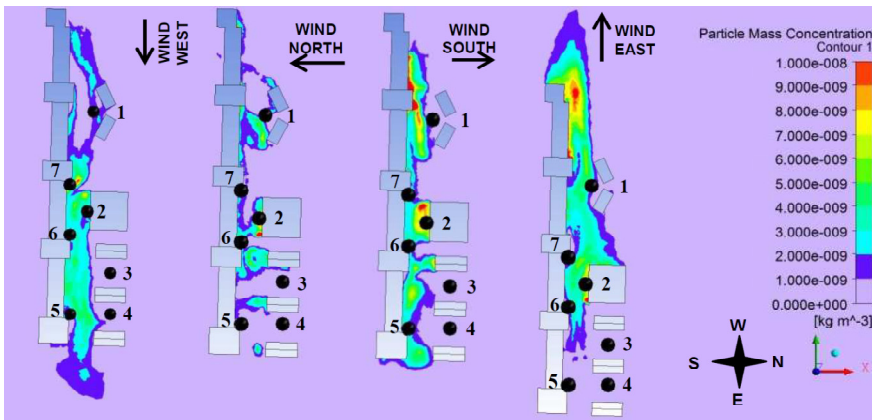 WIND
WEST
1
7
2
6
3
5
4
WIND
NORTH
1
7
2
6
3
5
4
WIND
SOUTH
1
7
2
6
3
5
4
WIND
EAST
1
7
2
6
3
5
4
Particle Mass Concentration
Contour 1
1.000e-008
9.000e-009
8.000e-009
7.000e-009
6.000e-009
5.000e-009
4.000e-009
3.000e-009
2.000e-009
1.000e-009
0.000e+000
[kg m^-3]
W
S
N
E
X